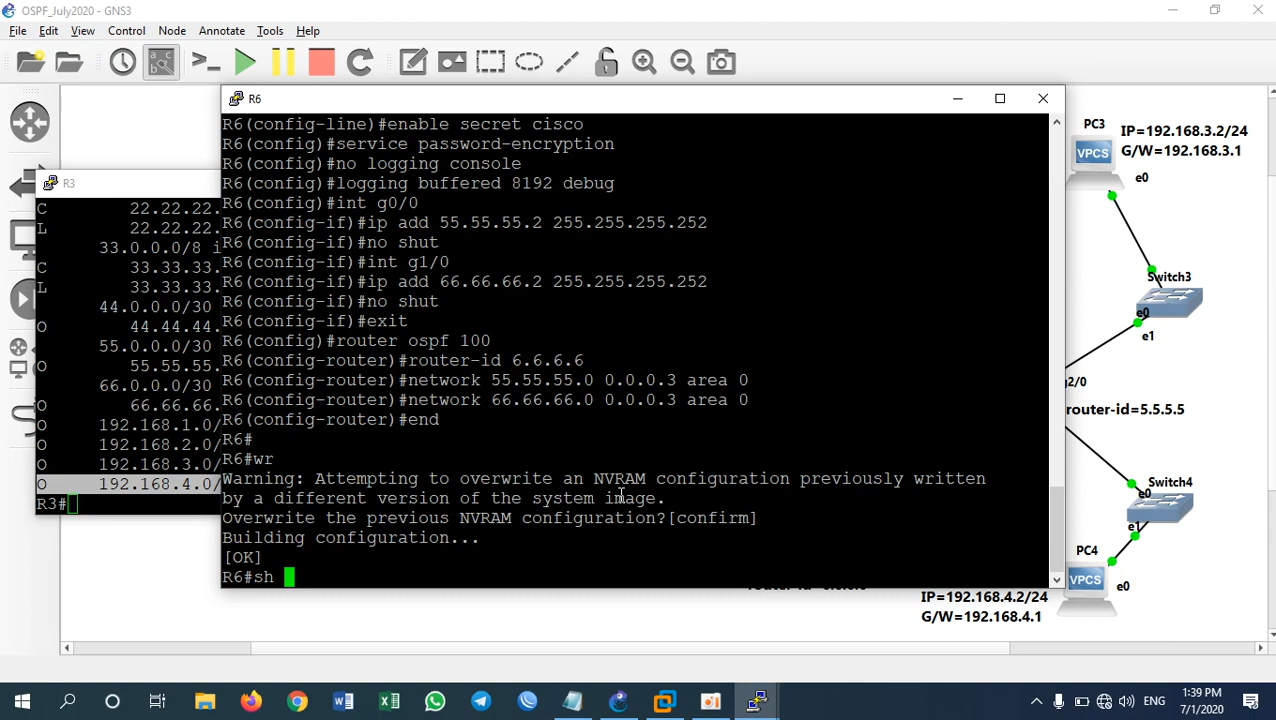 OSPF_July2020 - GNS3
File Edit View Control Node Annotate Tools Help
R6
R6(config-line)#enable secret cisco
R6(config)#service password-encryption
R6(config)#no logging console
R6(config)#logging buffered 8192 debug
R6(config)#int g0/0
R6(config-if)#ip add 55.55.55.2 255.255.255.252
R6(config-if)#no shut
R6(config-if)#int g1/0
R6(config-if)#ip add 66.66.66.2 255.255.255.252
R6(config-if)#no shut
R6(config-if)#exit
R6(config)#router ospf 100
R6(config-router)#router-id 6.6.6.6
R6(config-router)#network 55.55.55.0 0.0.0.3 area 0
R6(config-router)#network 66.66.66.0 0.0.0.3 area 0
R6(config-router)#end
R6#
R6#wr
Warning: Attempting to overwrite an NVRAM configuration previously written
by a different version of the system image.
Overwrite the previous NVRAM configuration?[confirm]
Building configuration...
[OK]
R6#sh
R3
C 22.22.22.
L 22.22.22.
33.0.0.0/8 i
C 33.33.33.
L 33.33.33.
44.0.0.0/30
O 44.44.44.
55.0.0.0/30
O 55.55.55.
66.0.0.0/30
O 66.66.66.
O 192.168.1.0/
O 192.168.2.0/
O 192.168.3.0/
O 192.168.4.0/
R3#
PC3
IP=192.168.3.2/24
G/W=192.168.3.1
VPCS
e0
Switch3
e0
e1
g2/0
router-id=5.5.5.5
Switch4
e0
e1
PC4
VPCS
e0
IP=192.168.4.2/24
G/W=192.168.4.1
ENG
1:39 PM
7/1/2020